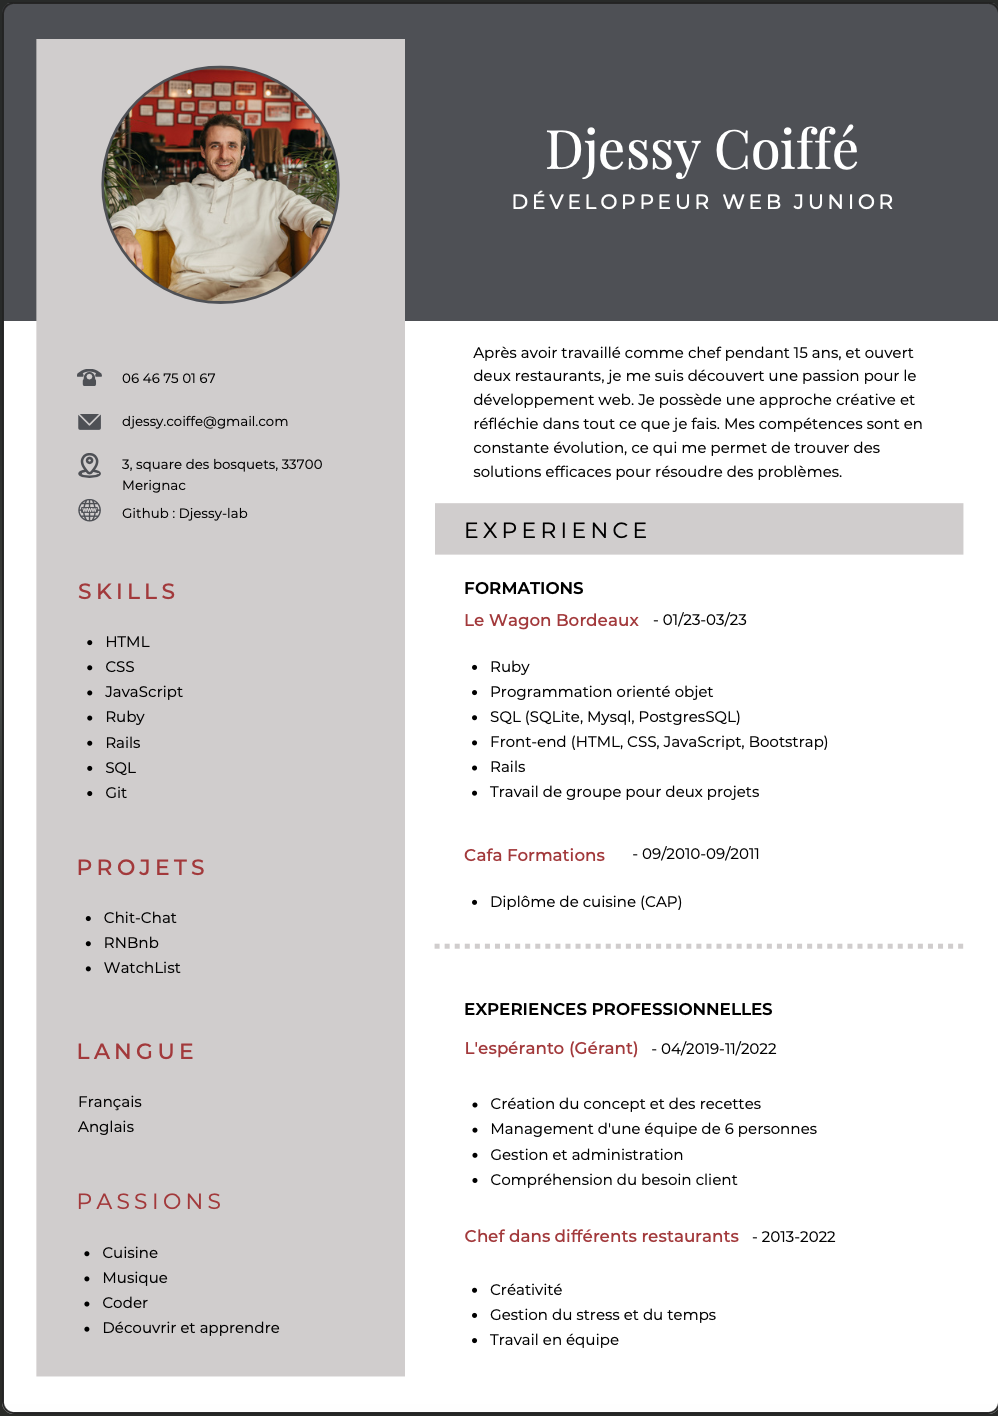 Djessy Coiffé
DÉVELOPPEUR WEB JUNIOR
06 46 75 01 67
djessy.coiffe@gmail.com
3, square des bosquets, 33700
Merignac
Github : Djessy-lab
SKILLS
• HTML
• CSS
• JavaScript
• Ruby
• Rails
• SQL
• Git
PROJETS
• Chit-Chat
• RNBnb
• WatchList
LANGUE
Français
Anglais
PASSIONS
• Cuisine
• Musique
• Coder
• Découvrir et apprendre
Après avoir travaillé comme chef pendant 15 ans, et ouvert
deux restaurants, je me suis découvert une passion pour le
développement web. Je possède une approche créative et
réfléchie dans tout ce que je fais. Mes compétences sont en
constante évolution, ce qui me permet de trouver des
solutions efficaces pour résoudre des problèmes.
EXPERIENCE
FORMATIONS
Le Wagon Bordeaux - 01/23-03/23
• Ruby
• Programmation orienté objet
• SQL (SQLite, Mysql, PostgresSQL)
• Front-end (HTML, CSS, JavaScript, Bootstrap)
• Rails
• Travail de groupe pour deux projets
Cafa Formations - 09/2010-09/2011
• Diplôme de cuisine (CAP)
EXPERIENCES PROFESSIONNELLES
L'espéranto (Gérant) - 04/2019-11/2022
• Création du concept et des recettes
• Management d'une équipe de 6 personnes
• Gestion et administration
• Compréhension du besoin client
Chef dans différents restaurants - 2013-2022
• Créativité
• Gestion du stress et du temps
• Travail en équipe